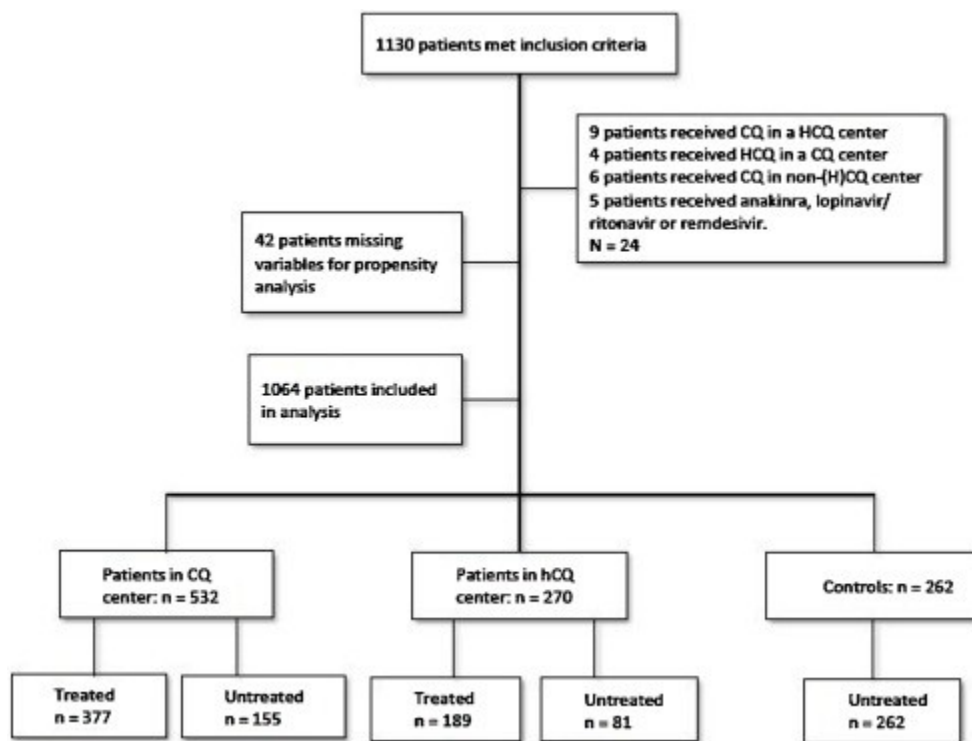 1130 patients met inclusion criteria
9 patients received CQ in a HCQ center
4 patients received HCQ in a CQ center
6 patients received CQ in non-(H)CQ center
5 patients received anakinra, lopinavir/
ritonavir or remdesivir.
N = 24
42 patients missing
variables for propensity
analysis
1064 patients included
in analysis
Patients in CQ
center: n = 532
Patients in hCQ
center: n = 270
Controls: n = 262
Treated
n = 377
Untreated
n = 155
Treated
n = 189
Untreated
n = 81
Untreated
n = 262